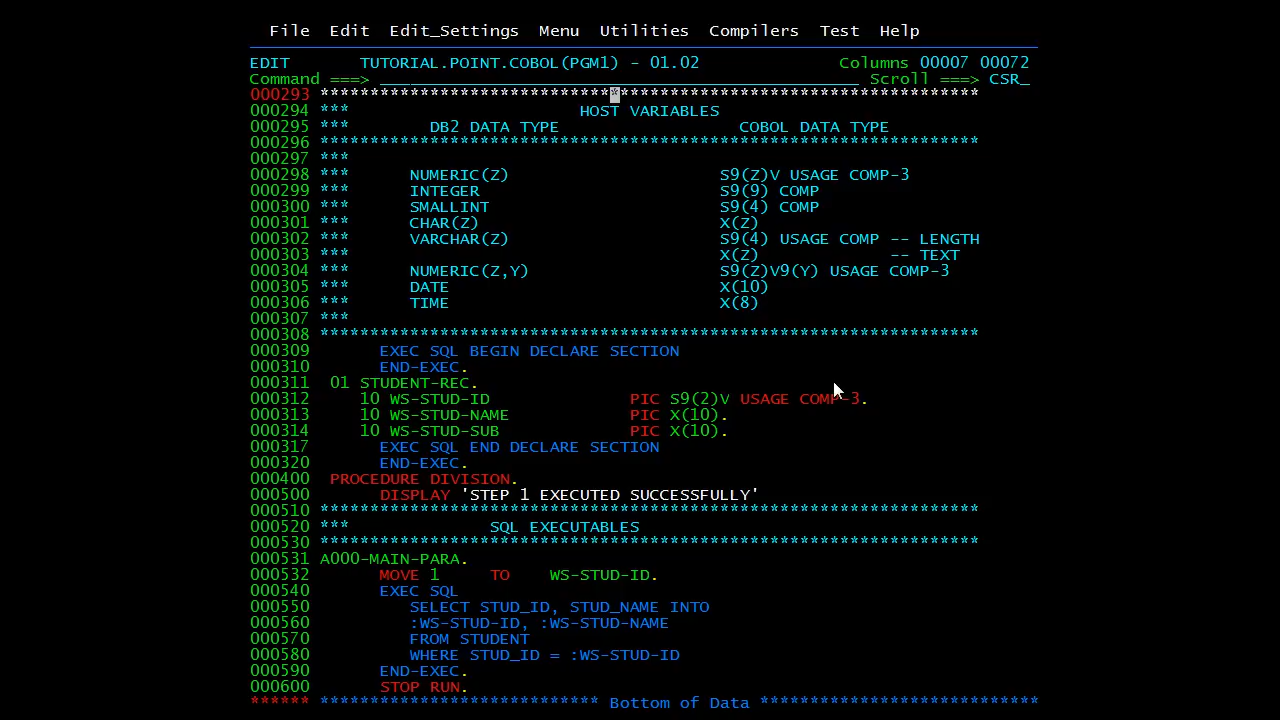 File  Edit  Edit_Settings  Menu  Utilities  Compilers  Test  Help
EDIT       TUTORIAL.POINT.COBOL(PGM1) - 01.02              Columns 00007 00072
Command ===> ________________________________________________ Scroll ===> CSR_
000293 ******************************************************************
000294 ***                       HOST VARIABLES
000295 ***        DB2 DATA TYPE                  COBOL DATA TYPE
000296 ******************************************************************
000297 ***
000298 ***      NUMERIC(Z)                     S9(Z)V USAGE COMP-3
000299 ***      INTEGER                        S9(9) COMP
000300 ***      SMALLINT                       S9(4) COMP
000301 ***      CHAR(Z)                        X(Z)
000302 ***      VARCHAR(Z)                     S9(4) USAGE COMP -- LENGTH
000303 ***                                     X(Z)             -- TEXT
000304 ***      NUMERIC(Z,Y)                   S9(Z)V9(Y) USAGE COMP-3
000305 ***      DATE                           X(10)
000306 ***      TIME                           X(8)
000307 ***
000308 ******************************************************************
000309       EXEC SQL BEGIN DECLARE SECTION
000310       END-EXEC.
000311  01 STUDENT-REC.
000312     10 WS-STUD-ID              PIC S9(2)V USAGE COMP-3.
000313     10 WS-STUD-NAME            PIC X(10).
000314     10 WS-STUD-SUB             PIC X(10).
000317       EXEC SQL END DECLARE SECTION
000320       END-EXEC.
000400  PROCEDURE DIVISION.
000500       DISPLAY 'STEP 1 EXECUTED SUCCESSFULLY'
000510 ******************************************************************
000520 ***              SQL EXECUTABLES
000530 ******************************************************************
000531 A000-MAIN-PARA.
000532       MOVE 1     TO    WS-STUD-ID.
000540       EXEC SQL
000550          SELECT STUD_ID, STUD_NAME INTO
000560          :WS-STUD-ID, :WS-STUD-NAME
000570          FROM STUDENT
000580          WHERE STUD_ID = :WS-STUD-ID
000590       END-EXEC.
000600       STOP RUN.
****** **************************** Bottom of Data ****************************